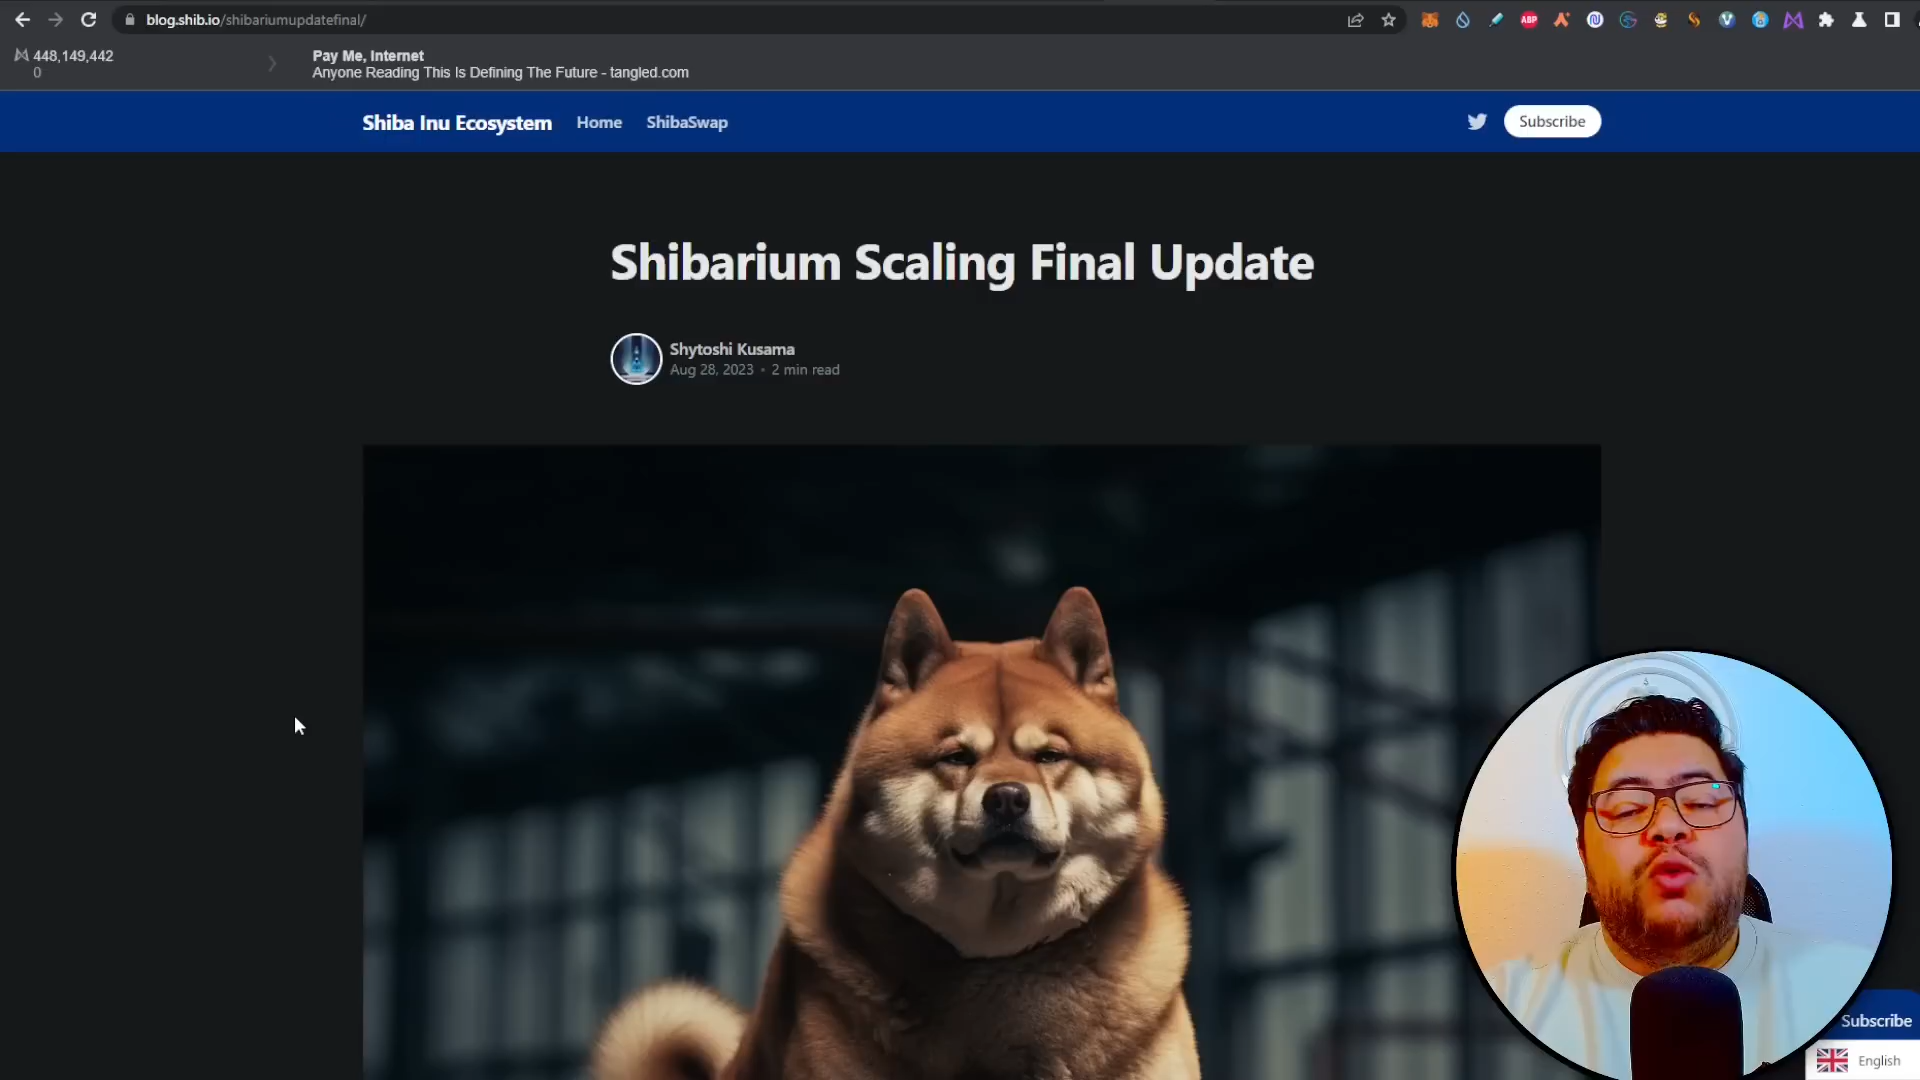 blog.shib.io/shibariumupdatefinal/
ABP
448,149,442
0
Pay Me, Internet
Anyone Reading This Is Defining The Future - tangled.com
Shiba Inu Ecosystem Home ShibaSwap Subscribe
Shibarium Scaling Final Update
Shytoshi Kusama
Aug 28, 2023 • 2 min read
Subscribe
English